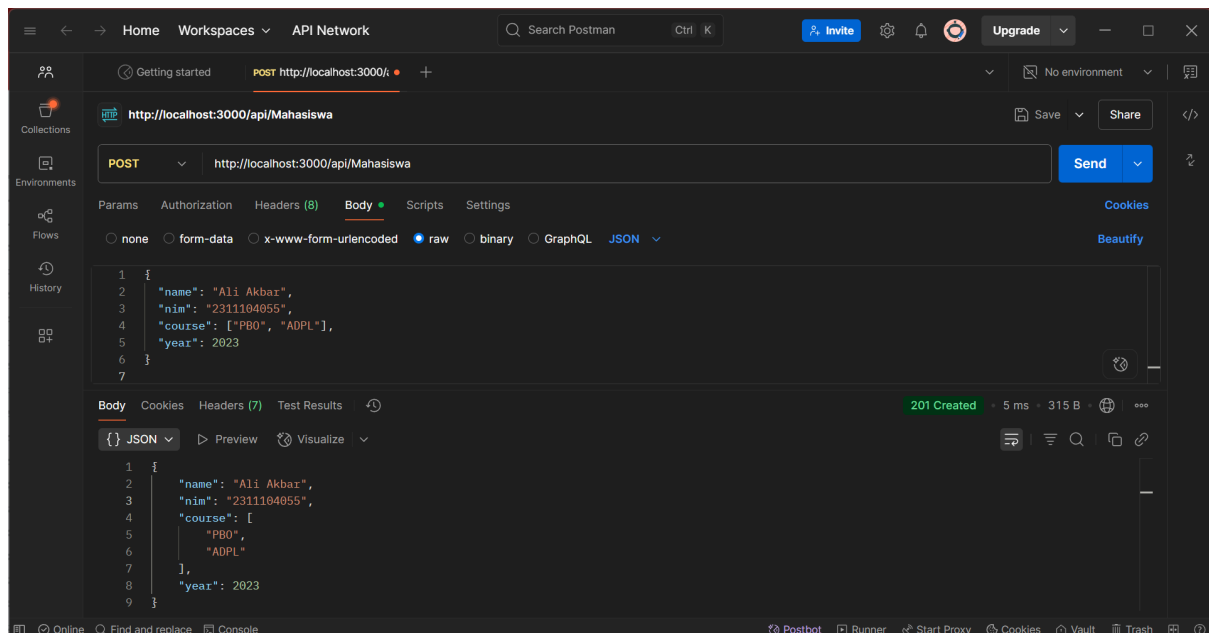 Home Workspaces API Network Search Postman Ctrl K Invite Upgrade
Getting started POST http://localhost:3000/a No environment
Collections
HTTP http://localhost:3000/api/Mahasiswa Save Share
Environments
POST http://localhost:3000/api/Mahasiswa Send
Params Authorization Headers (8) Body Scripts Settings Cookies
Flows
none form-data x-www-form-urlencoded raw binary GraphQL JSON Beautify
History
1 {
2 "name": "Ali Akbar",
3 "nim": "2311104055",
4 "course": ["PBO", "ADPL"],
5 "year": 2023
6 }
7
Body Cookies Headers (7) Test Results 201 Created 5 ms 315 B
{} JSON Preview Visualize
1 {
2 "name": "Ali Akbar",
3 "nim": "2311104055",
4 "course": [
5 "PBO",
6 "ADPL"
7 ],
8 "year": 2023
9 }
Online Find and replace Console Postbot Runner Start Proxy Cookies Vault Trash